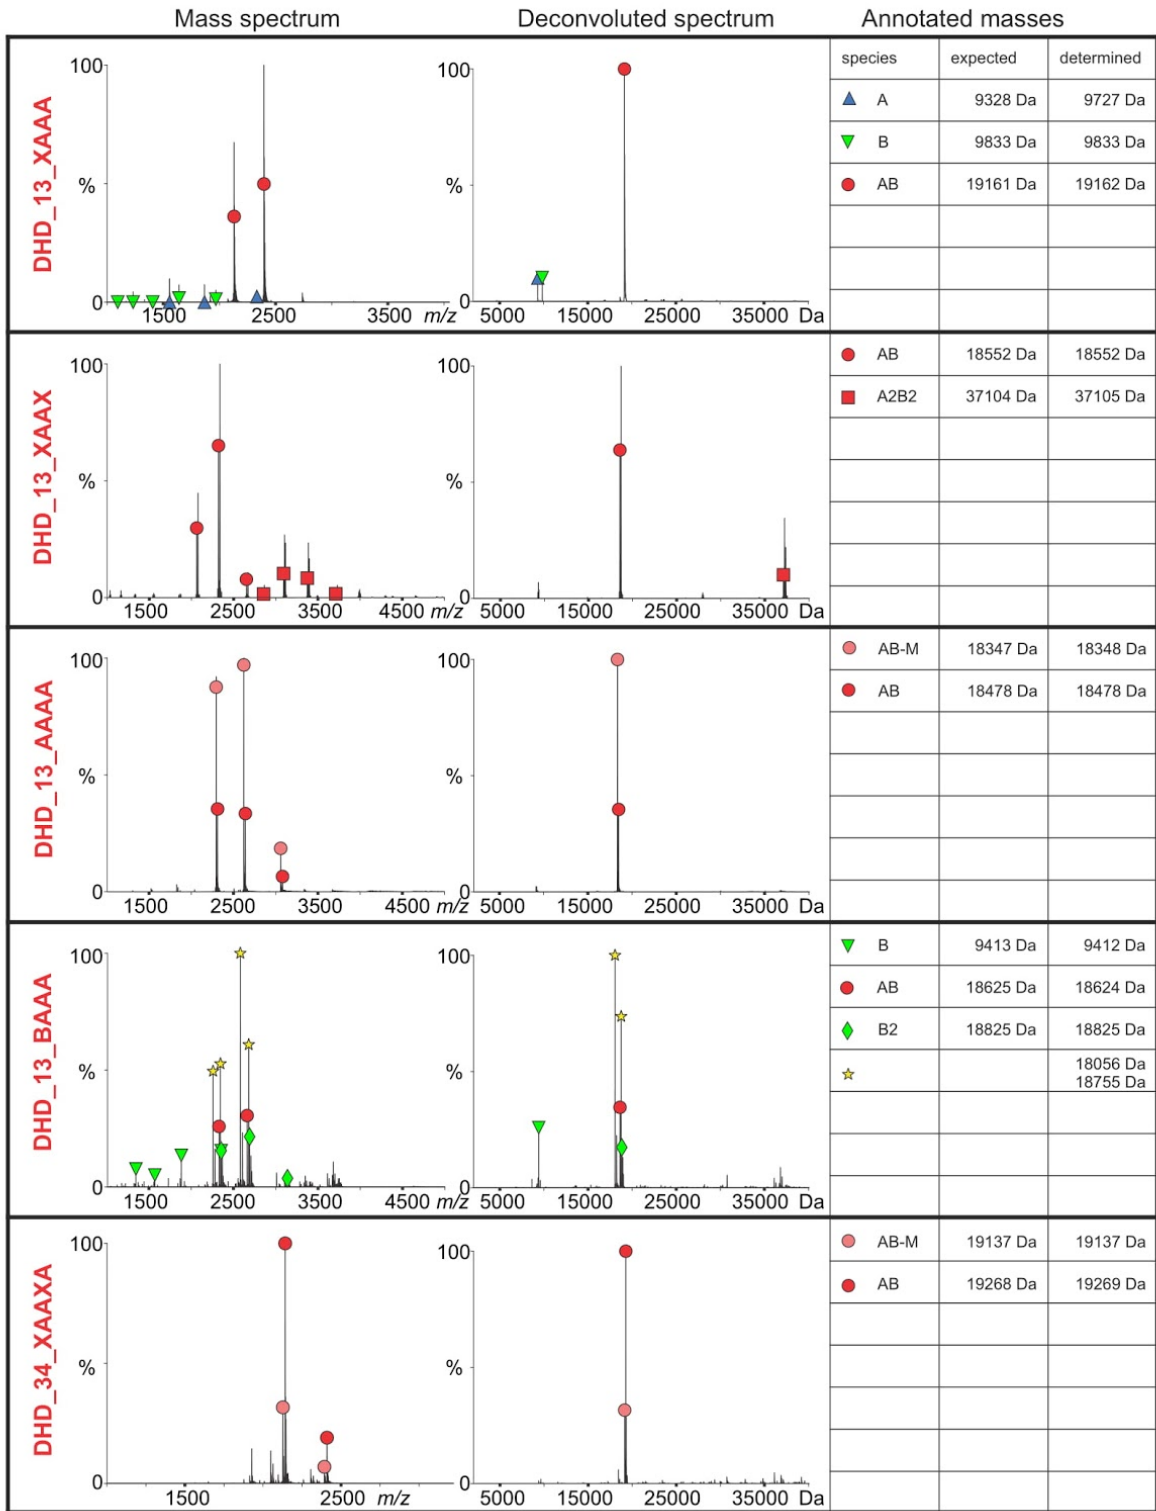 Mass spectrum Deconvoluted spectrum Annotated masses
DHD_13_XAAA
100
%
0
1500 2500 3500 m/z
100
%
0
5000 15000 25000 35000 Da
species expected determined
A 9328 Da 9727 Da
B 9833 Da 9833 Da
AB 19161 Da 19162 Da
DHD_13_XAAX
100
%
0
1500 2500 3500 4500 m/z
100
%
0
5000 15000 25000 35000 Da
AB 18552 Da 18552 Da
A2B2 37104 Da 37105 Da
DHD_13_AAAA
100
%
0
1500 2500 3500 4500 m/z
100
%
0
5000 15000 25000 35000 Da
AB-M 18347 Da 18348 Da
AB 18478 Da 18478 Da
DHD_13_BAAA
100
%
0
1500 2500 3500 4500 m/z
100
%
0
5000 15000 25000 35000 Da
B 9413 Da 9412 Da
AB 18625 Da 18624 Da
B2 18825 Da 18825 Da
18056 Da
18755 Da
DHD_34_XAAXA
100
%
0
1500 2500 m/z
100
%
0
5000 15000 25000 35000 Da
AB-M 19137 Da 19137 Da
AB 19268 Da 19269 Da